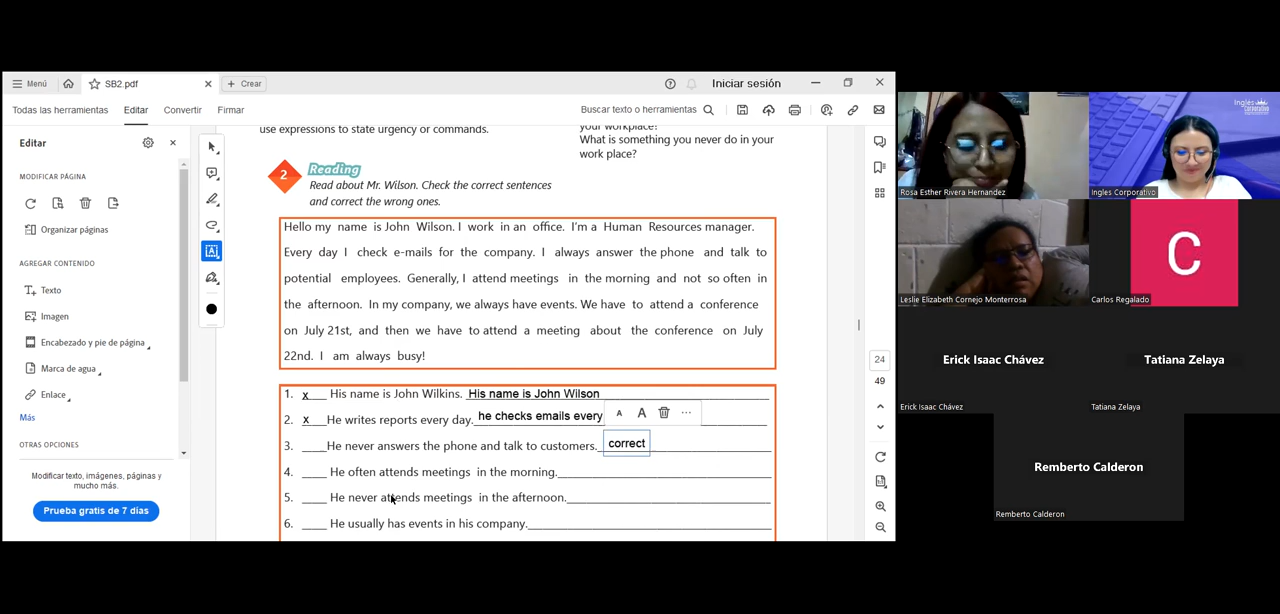 Menú
SB2.pdf
Crear
Iniciar sesión
Todas las herramientas
Editar
Convertir
Firmar
Buscar texto o herramientas
Editar
MODIFICAR PÁGINA
Organizar páginas
AGREGAR CONTENIDO
Texto
Imagen
Encabezado y pie de página
Marca de agua
Enlace
Más
OTRAS OPCIONES
Modificar texto, imágenes, páginas y
mucho más.
Prueba gratis de 7 días
use expressions to state urgency or commands.
your workplace?
What is something you never do in your
work place?
2
Reading
Read about Mr. Wilson. Check the correct sentences
and correct the wrong ones.
Hello my name is John Wilson. I work in an office. I'm a Human Resources manager.
Every day I check e-mails for the company. I always answer the phone and talk to
potential employees. Generally, I attend meetings in the morning and not so often in
the afternoon. In my company, we always have events. We have to attend a conference
on July 21st, and then we have to attend a meeting about the conference on July
22nd. I am always busy!
1. x___ His name is John Wilkins. His name is John Wilson
2. x___He writes reports every day. he checks emails every
3. ____He never answers the phone and talk to customers. correct
4. ____ He often attends meetings in the morning.
5. ____ He never attends meetings in the afternoon.
6. ____ He usually has events in his company.
A A ...
24
49
Rosa Esther Rivera Hernandez
Inglés Corporativo
Ingles Corporativo
Leslie Elizabeth Cornejo Monterrosa
C
Carlos Regalado
Erick Isaac Chávez
Erick Isaac Chávez
Tatiana Zelaya
Tatiana Zelaya
Remberto Calderon
Remberto Calderon